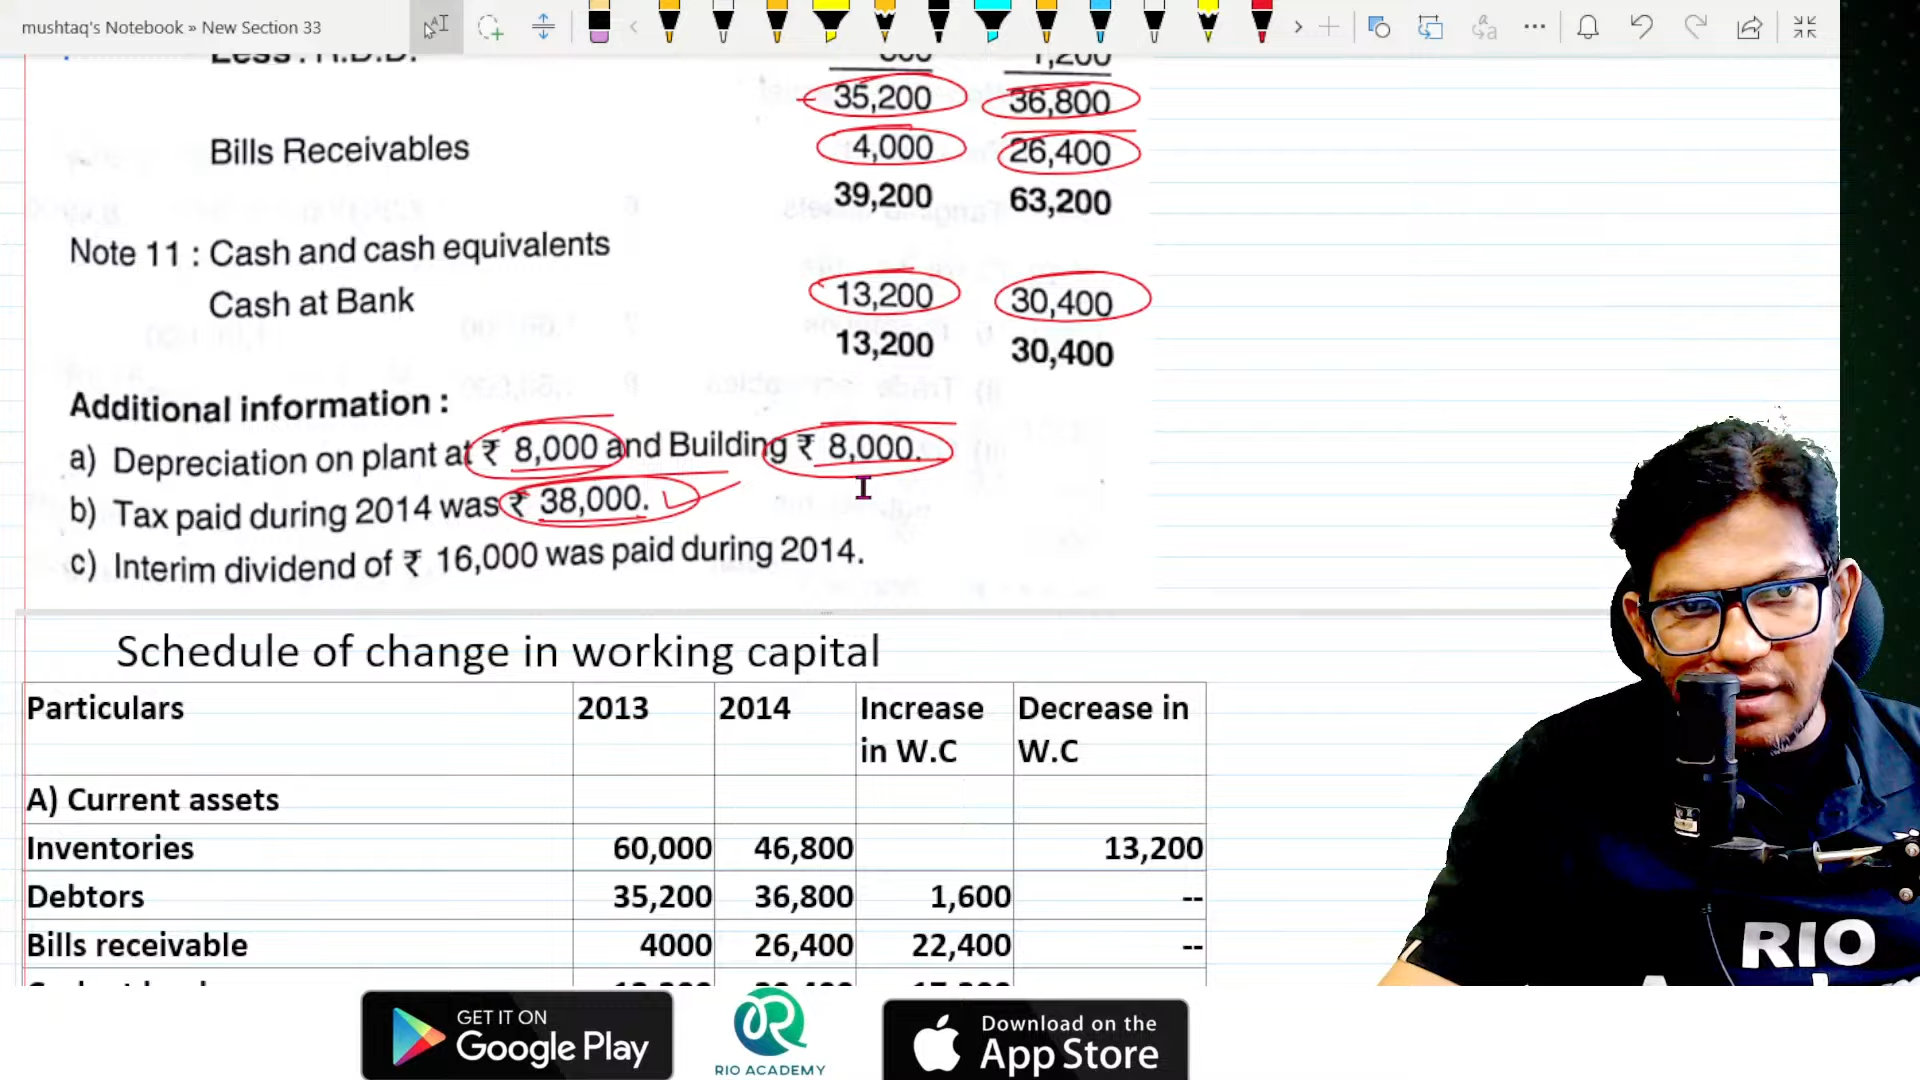 mushtaq's Notebook » New Section 33
Less : R.D.D. 1,200
35,200 36,800
Bills Receivables 4,000 26,400
39,200 63,200
Note 11 : Cash and cash equivalents
Cash at Bank 13,200 30,400
13,200 30,400
Additional information :
a) Depreciation on plant at ₹ 8,000 and Building ₹ 8,000.
b) Tax paid during 2014 was ₹ 38,000.
c) Interim dividend of ₹ 16,000 was paid during 2014.
Schedule of change in working capital
Particulars 2013 2014 Increase in W.C Decrease in W.C
A) Current assets
Inventories 60,000 46,800 13,200
Debtors 35,200 36,800 1,600 --
Bills receivable 4000 26,400 22,400 --
RIO
GET IT ON
Google Play
RIO ACADEMY
Download on the
App Store